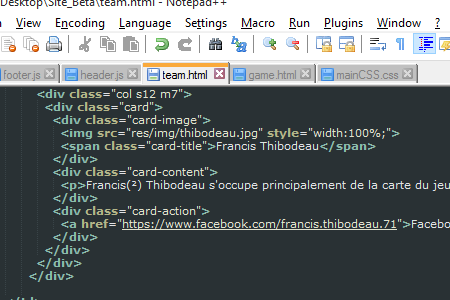 Desktop\Site_Beta\team.html - Notepad++
View Encoding Language Settings Macro Run Plugins Window ?
footer.js header.js team.html game.html mainCSS.css
<div class="col s12 m7">
<div class="card">
<div class="card-image">
<img src="res/img/thibodeau.jpg" style="width:100%;">
<span class="card-title">Francis Thibodeau</span>
</div>
<div class="card-content">
<p>Francis(²) Thibodeau s'occupe principalement de la carte du jeu
</div>
<div class="card-action">
<a href="https://www.facebook.com/francis.thibodeau.71">Facebo
</div>
</div>
</div>
</div>